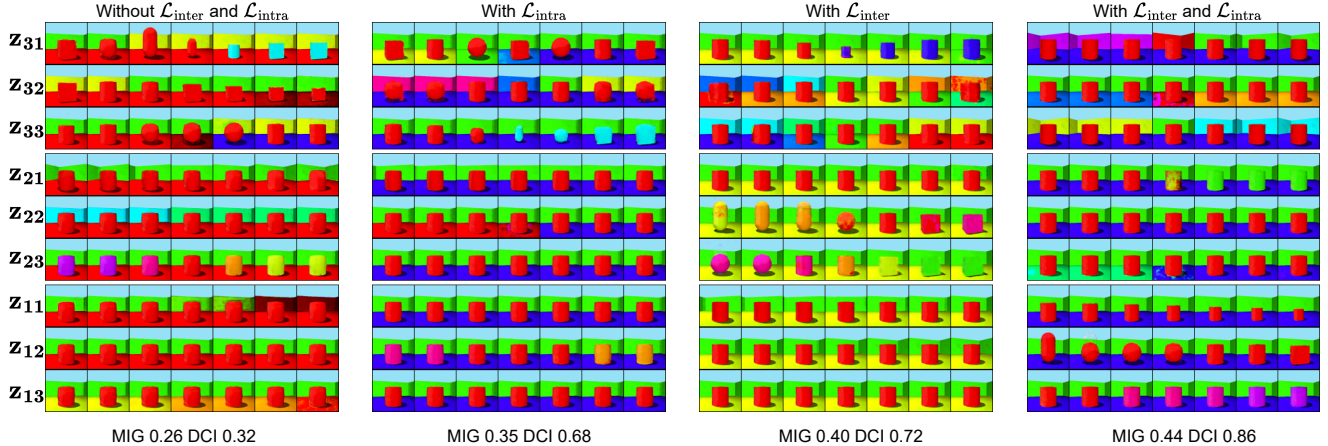 Without 𝓛inter and 𝓛intra With 𝓛intra With 𝓛inter With 𝓛inter and 𝓛intra
z31
z32
z33
z21
z22
z23
z11
z12
z13
MIG 0.26 DCI 0.32 MIG 0.35 DCI 0.68 MIG 0.40 DCI 0.72 MIG 0.44 DCI 0.86